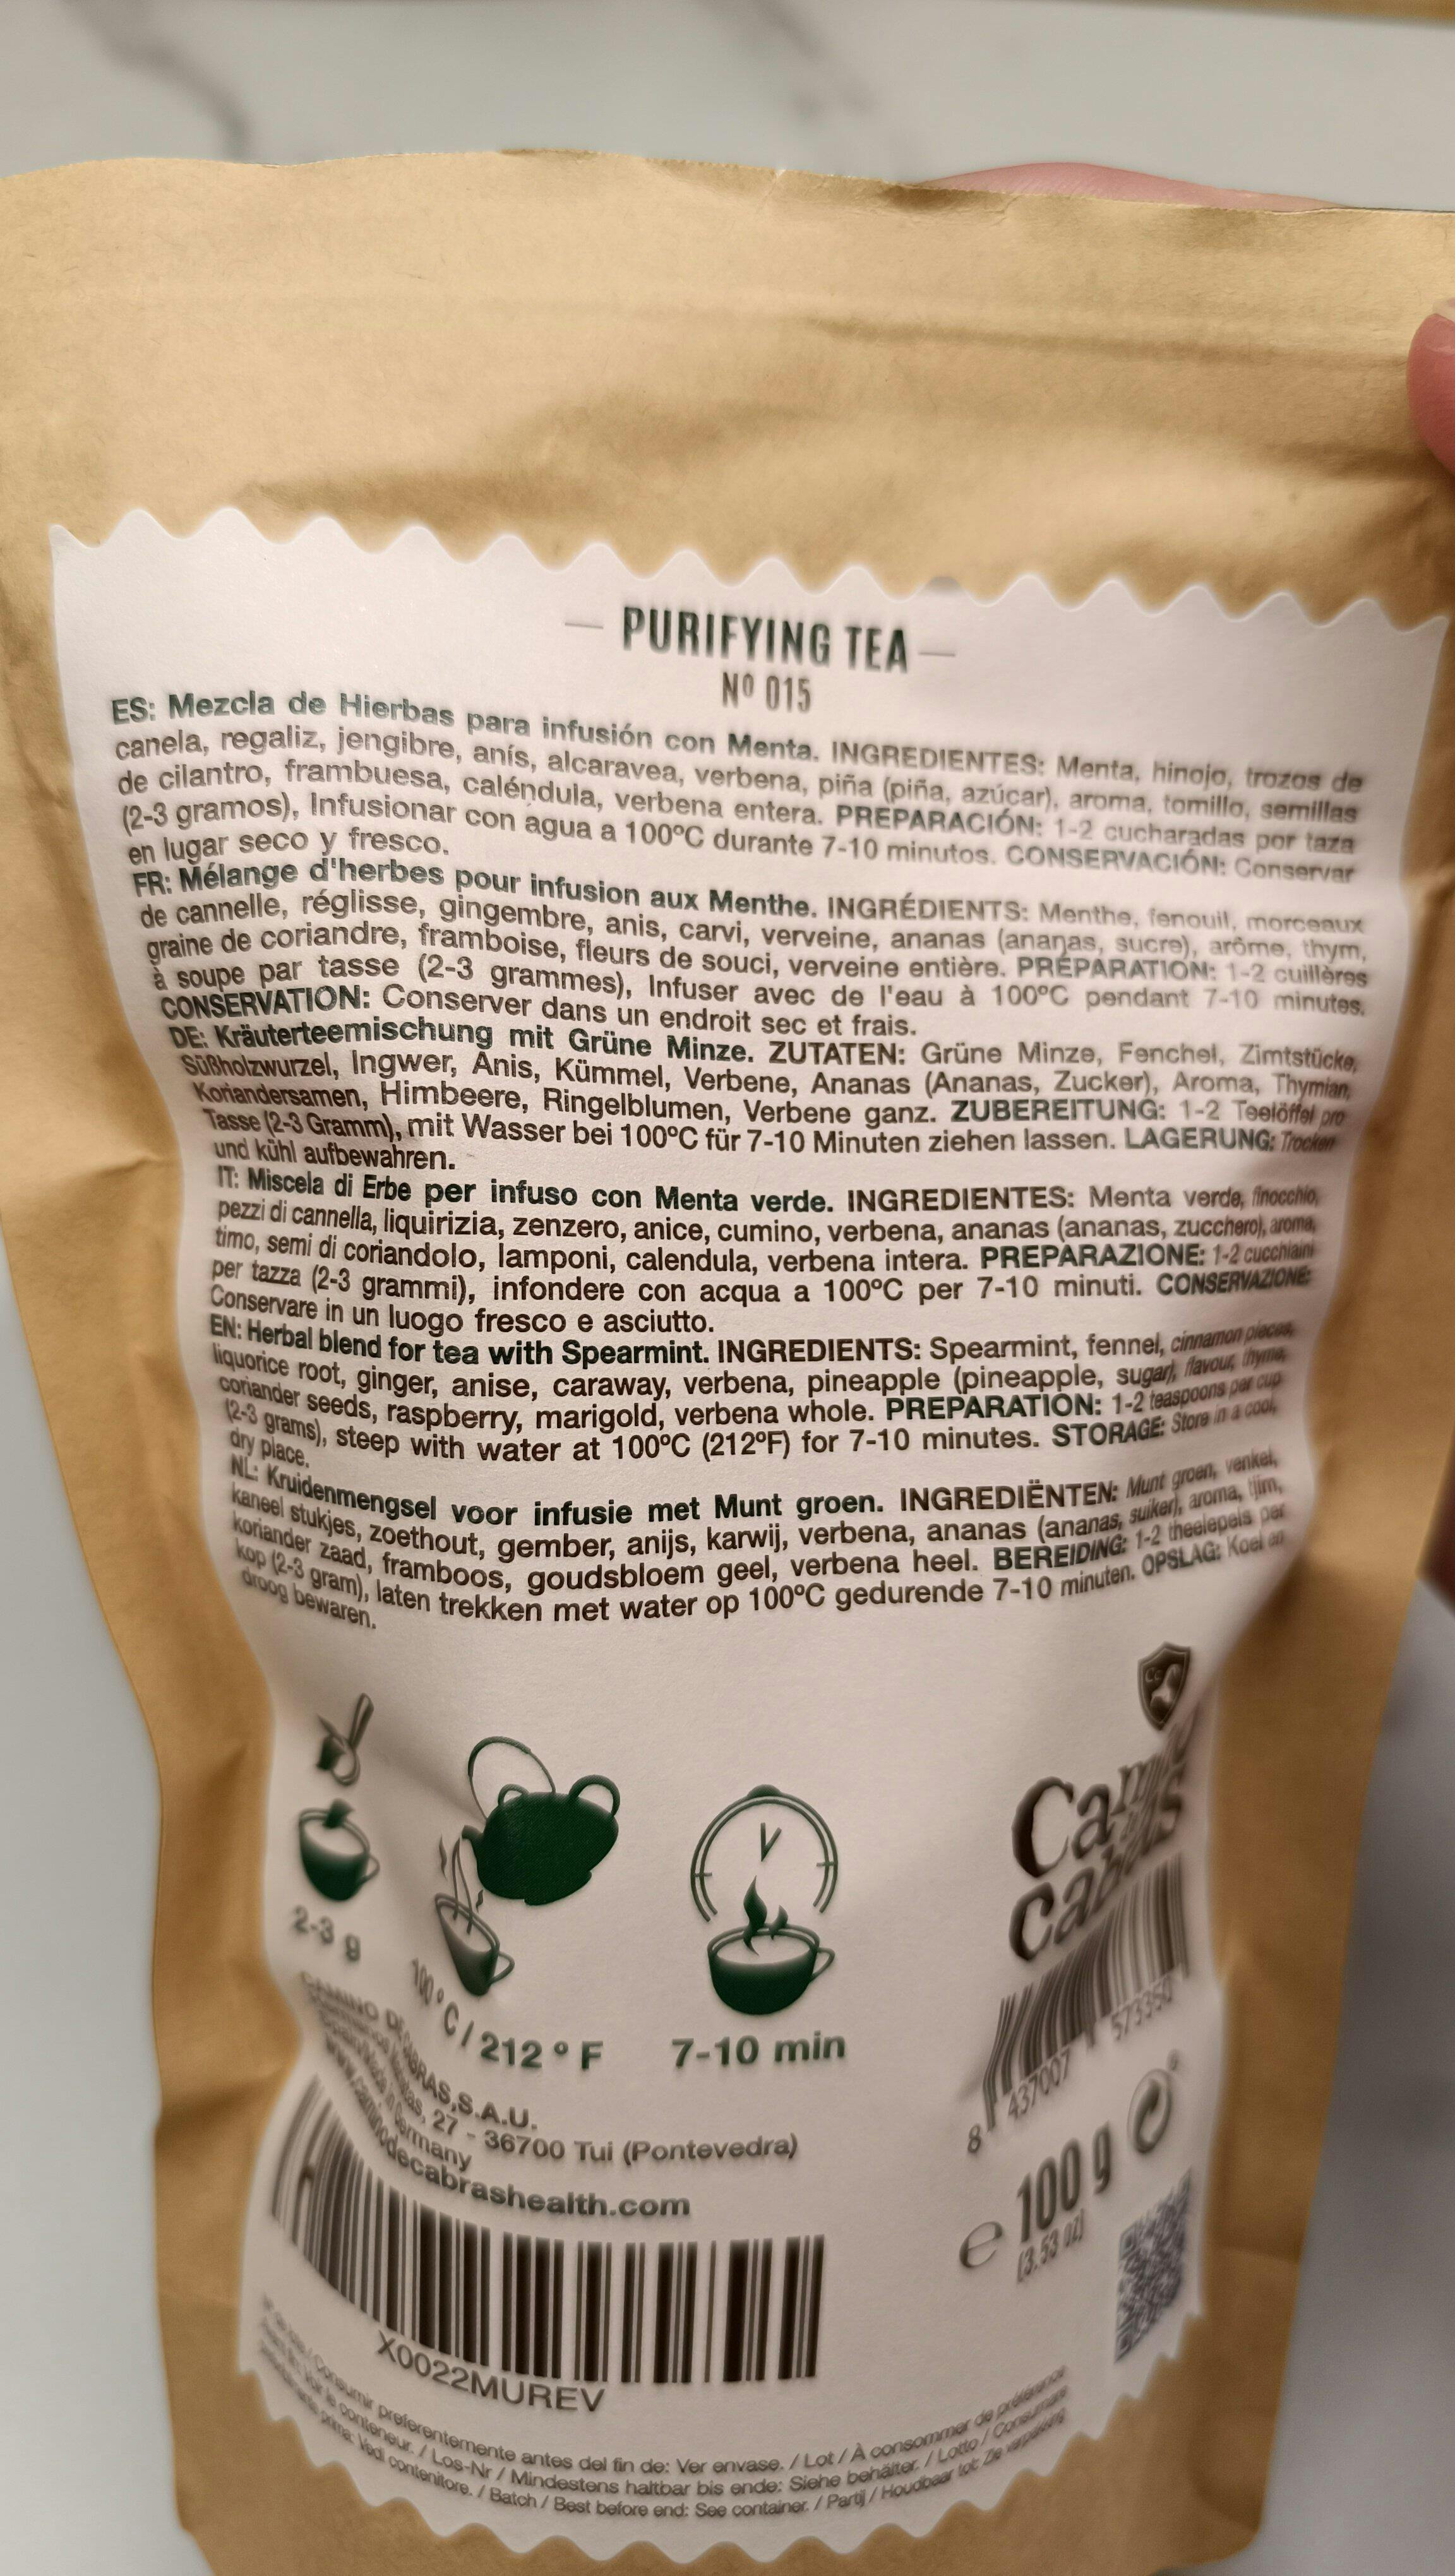 PURIFYING TEA
Nº 015
ES: Mezcla de Hierbas para infusión con Menta. INGREDIENTES: Menta, hinojo, trozos de
canela, regaliz, jengibre, anís, alcaravea, verbena, piña (piña, azúcar), aroma, tomillo, semillas
de cilantro, frambuesa, caléndula, verbena entera. PREPARACIÓN: 1-2 cucharadas por taza
(2-3 gramos), Infusionar con agua a 100ºC durante 7-10 minutos. CONSERVACIÓN: Conservar
en lugar seco y fresco.
FR: Mélange d'herbes pour infusion aux Menthe. INGRÉDIENTS: Menthe, fenouil, morceaux
de cannelle, réglisse, gingembre, anis, carvi, verveine, ananas (ananas, sucre), arôme, thym,
graine de coriandre, framboise, fleurs de souci, verveine entière. PRÉPARATION: 1-2 cuillères
à soupe par tasse (2-3 grammes), Infuser avec de l'eau à 100ºC pendant 7-10 minutes.
CONSERVATION: Conserver dans un endroit sec et frais.
DE: Kräuterteemischung mit Grüne Minze. ZUTATEN: Grüne Minze, Fenchel, Zimtstücke,
Süßholzwurzel, Ingwer, Anis, Kümmel, Verbene, Ananas (Ananas, Zucker), Aroma, Thymian,
Koriandersamen, Himbeere, Ringelblumen, Verbene ganz. ZUBEREITUNG: 1-2 Teelöffel pro
Tasse (2-3 Gramm), mit Wasser bei 100ºC für 7-10 Minuten ziehen lassen. LAGERUNG: Trocken
und kühl aufbewahren.
IT: Miscela di Erbe per infuso con Menta verde. INGREDIENTES: Menta verde, finocchio,
pezzi di cannella, liquirizia, zenzero, anice, cumino, verbena, ananas (ananas, zucchero), aroma,
timo, semi di coriandolo, lamponi, calendula, verbena intera. PREPARAZIONE: 1-2 cucchiaini
per tazza (2-3 grammi), infondere con acqua a 100ºC per 7-10 minuti. CONSERVAZIONE:
Conservare in un luogo fresco e asciutto.
EN: Herbal blend for tea with Spearmint. INGREDIENTS: Spearmint, fennel, cinnamon pieces,
liquorice root, ginger, anise, caraway, verbena, pineapple (pineapple, sugar), flavour, thyme,
coriander seeds, raspberry, marigold, verbena whole. PREPARATION: 1-2 teaspoons per cup
(2-3 grams), steep with water at 100ºC (212ºF) for 7-10 minutes. STORAGE: Store in a cool,
dry place.
NL: Kruidenmengsel voor infusie met Munt groen. INGREDIËNTEN: Munt groen, venkel,
kaneel stukjes, zoethout, gember, anijs, karwij, verbena, ananas (ananas, suiker), aroma, tijm,
koriander zaad, framboos, goudsbloem geel, verbena heel. BEREIDING: 1-2 theelepels per
kop (2-3 gram), laten trekken met water op 100ºC gedurende 7-10 minuten. OPSLAG: Koel en
droog bewaren.
2-3 g
100°C / 212°F
7-10 min
Cc
8 437007 573350
e 100 g
(3.53 oz)
CAMINO DE CABRAS,S.A.U.
27 - 36700 Tui (Pontevedra)
Germany
www.caminodecabrashealth.com
X0022MUREV
Consumir preferentemente antes del fin de: Ver envase. / Lot / À consommer de préférence
Voir le conteneur. / Los-Nr / Mindestens haltbar bis ende: Siehe behälter. / Lotto / Consumare
prima: Vedi contenitore. / Batch / Best before end: See container. / Partij / Houdbaar tot: Zie verpakking